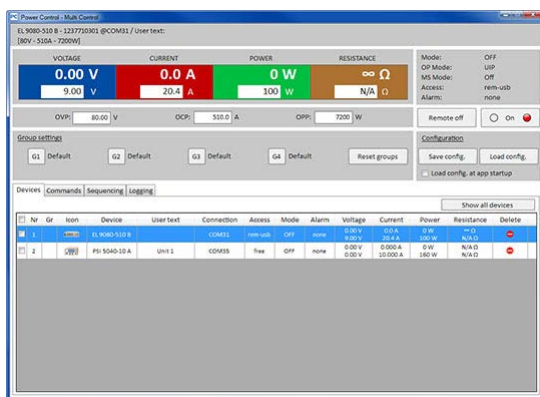 Power Control - Multi Control
EL 9080-510 B - 1237710301 @COM31 / User text:
[80V - 510A - 7200W]
VOLTAGE CURRENT POWER RESISTANCE
0.00 V 0.0 A 0 W ∞ Ω
9.00 V 20.4 A 100 W N/A Ω
Mode: OFF
OP Mode: UIP
MS Mode: Off
Access: rem-usb
Alarm: none
OVP: 80.00 V OCP: 510.0 A OPP: 7200 W
Remote off On
Group settings
G1 Default G2 Default G3 Default G4 Default Reset groups
Configuration
Save config. Load config.
Load config. at app startup
Devices Commands Sequencing Logging
Show all devices
Nr Gr Icon Device User text Connection Access Mode Alarm Voltage Current Power Resistance Delete
1 EL 9080-510 B COM31 rem-usb OFF none 0.00 V 0.0 A 0 W ∞ Ω
9.00 V 20.4 A 100 W N/A Ω
2 PSI 5040-10 A Unit 1 COM35 free OFF none 0.00 V 0.000 A 0 W N/A Ω
0.00 V 10.000 A 160 W N/A Ω